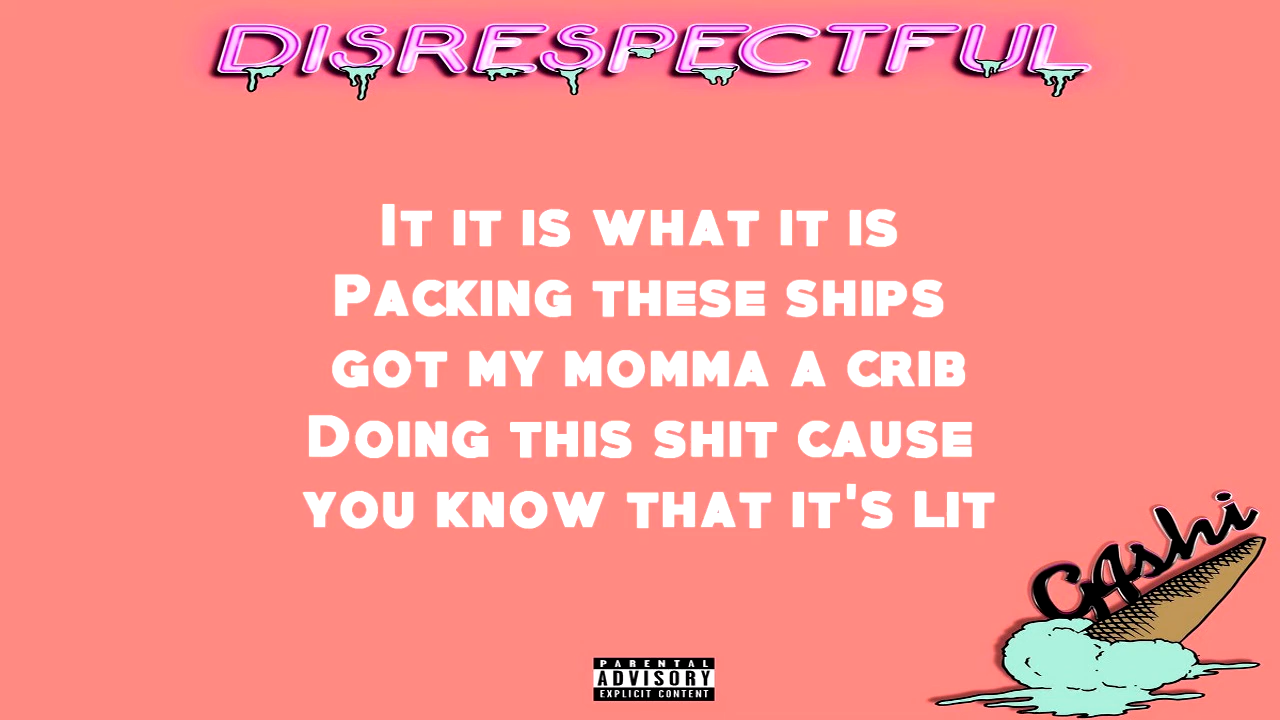 DISRESPECTFUL
It it is what it is
Packing these ships
got my momma a crib
Doing this shit cause
you know that it's lit
CAshi
PARENTAL
ADVISORY
EXPLICIT CONTENT